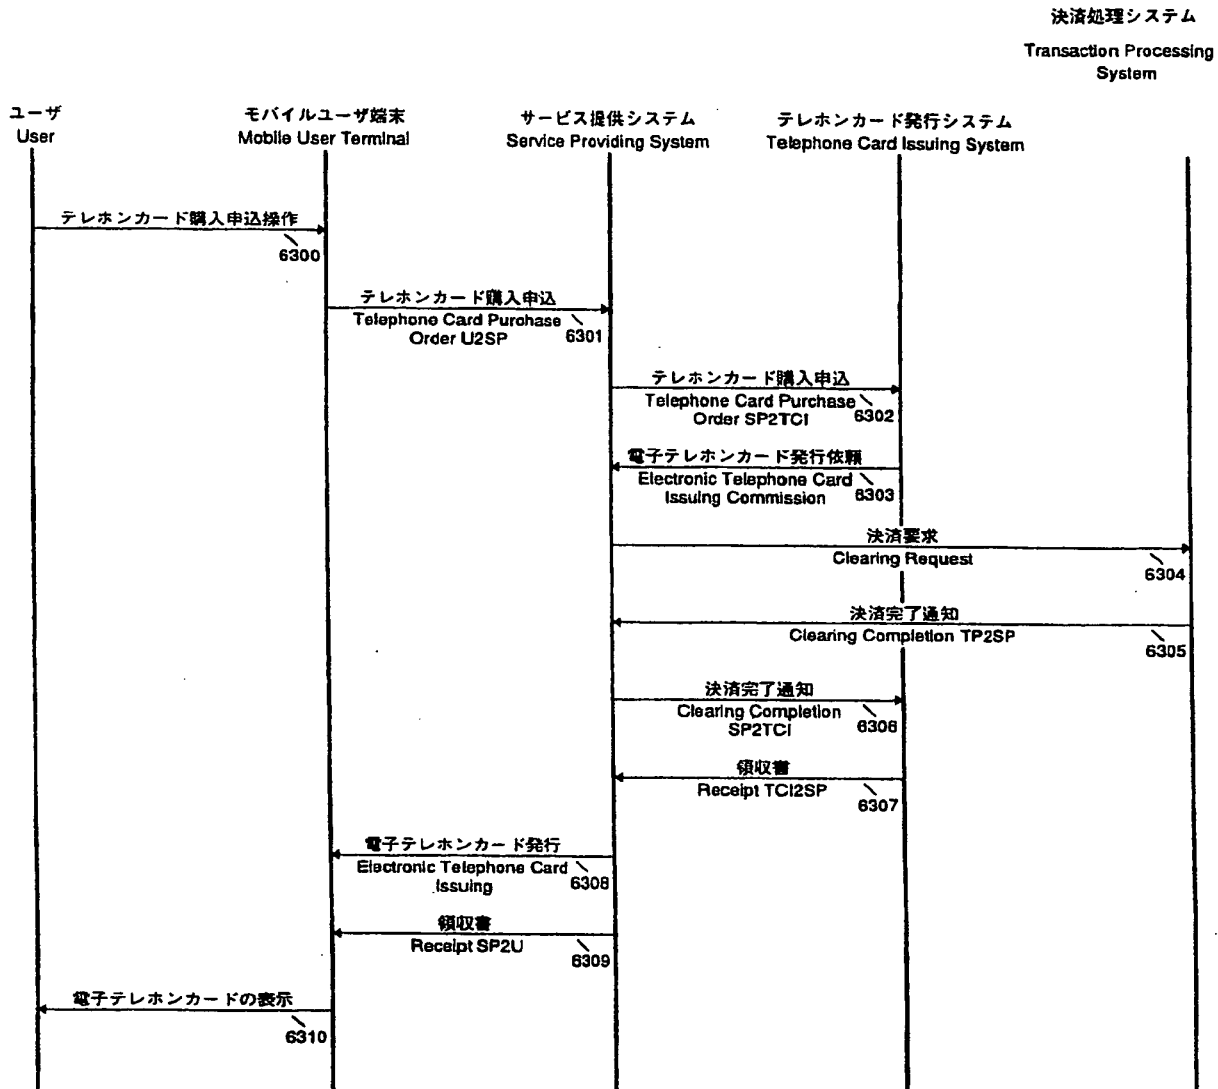 決済処理システム
Transaction Processing
System
ユーザ
User
モバイルユーザ端末
Mobile User Terminal
サービス提供システム
Service Providing System
テレホンカード発行システム
Telephone Card Issuing System
テレホンカード購入申込操作
6300
テレホンカード購入申込
Telephone Card Purchase
Order U2SP
6301
テレホンカード購入申込
Telephone Card Purchase
Order SP2TCI
6302
電子テレホンカード発行依頼
Electronic Telephone Card
Issuing Commission
6303
決済要求
Clearing Request
6304
決済完了通知
Clearing Completion TP2SP
6305
決済完了通知
Clearing Completion
SP2TCI
6306
領収書
Receipt TCI2SP
6307
電子テレホンカード発行
Electronic Telephone Card
Issuing
6308
領収書
Receipt SP2U
6309
電子テレホンカードの表示
6310